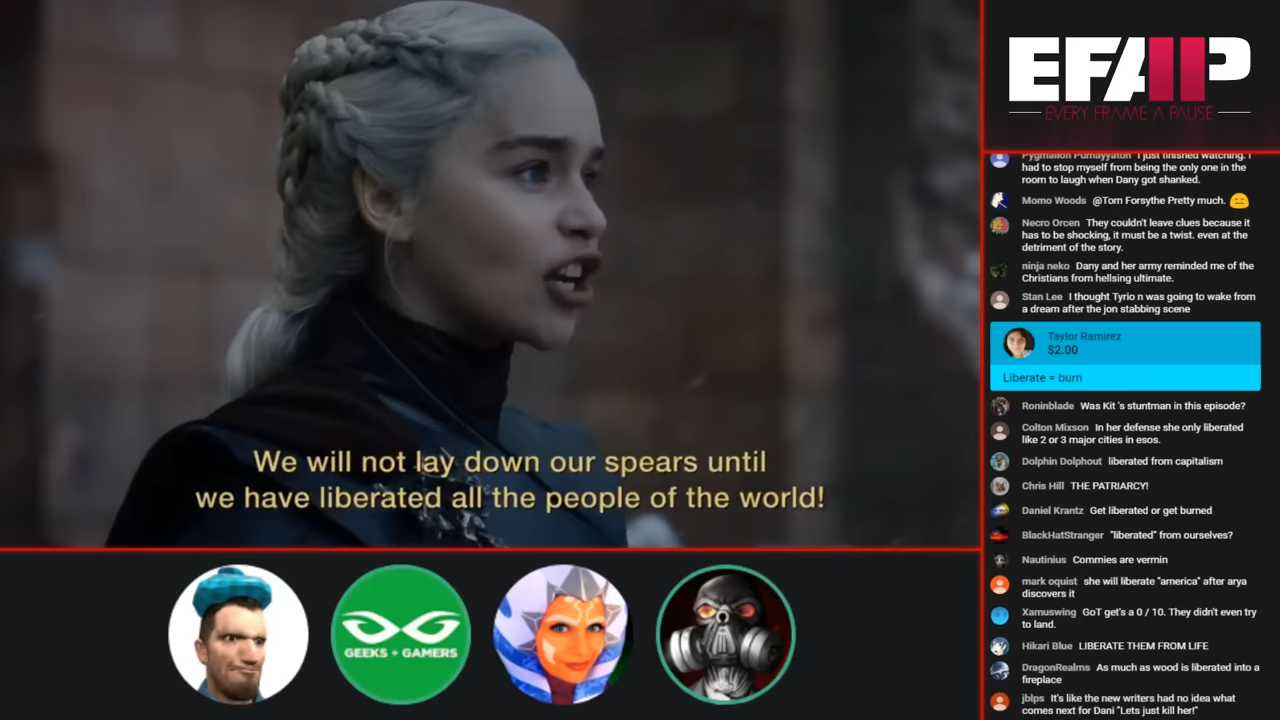 We will not lay down our spears until
we have liberated all the people of the world!
GEEKS + GAMERS
EFAP
EVERY FRAME A PAUSE
Pygmalion Pumayyaton I just finished watching. I
had to stop myself from being the only one in the
room to laugh when Dany got shanked.
Momo Woods @Tom Forsythe Pretty much.
Necro Orcen They couldn't leave clues because it
has to be shocking, it must be a twist. even at the
detriment of the story.
ninja neko Dany and her army reminded me of the
Christians from hellsing ultimate.
Stan Lee I thought Tyrio n was going to wake from
a dream after the jon stabbing scene
Taylor Ramirez
$2.00
Liberate = burn
Roninblade Was Kit 's stuntman in this episode?
Colton Mixson In her defense she only liberated
like 2 or 3 major cities in esos.
Dolphin Dolphout liberated from capitalism
Chris Hill THE PATRIARCY!
Daniel Krantz Get liberated or get burned
BlackHatStranger "liberated" from ourselves?
Nautinius Commies are vermin
mark oquist she will liberate "america" after arya
discovers it
Xamuswing GoT get's a 0 / 10. They didn't even try
to land.
Hikari Blue LIBERATE THEM FROM LIFE
DragonRealms As much as wood is liberated into a
fireplace
jblps It's like the new writers had no idea what
comes next for Dani "Lets just kill her!"